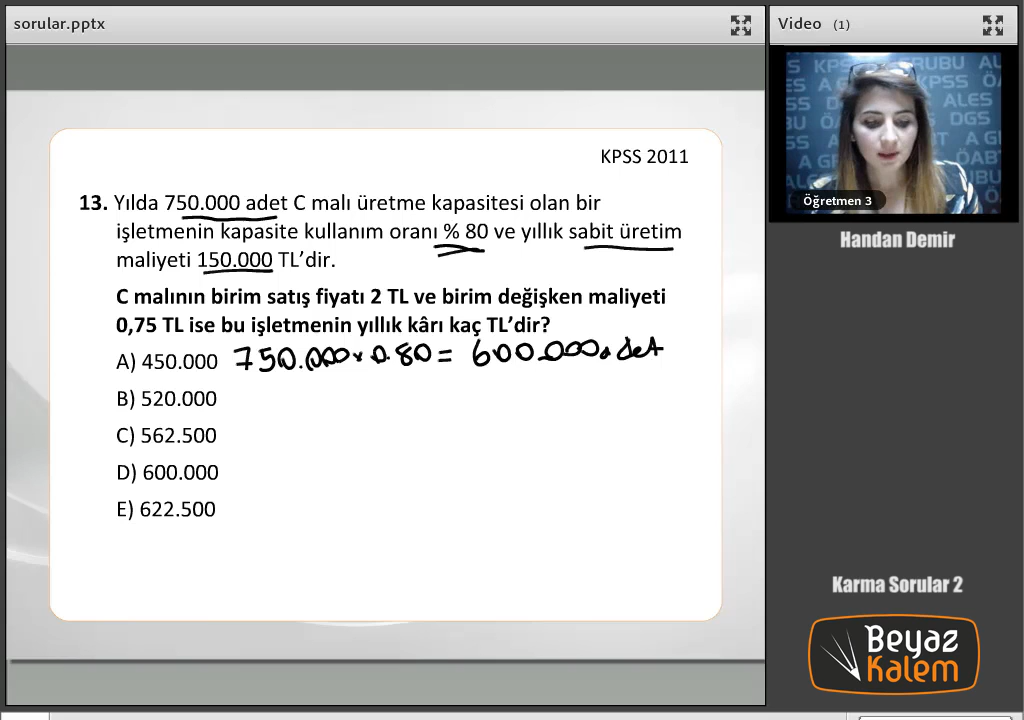 sorular.pptx
Video (1)
KPSS 2011
13. Yılda 750.000 adet C malı üretme kapasitesi olan bir
işletmenin kapasite kullanım oranı % 80 ve yıllık sabit üretim
maliyeti 150.000 TL’dir.
C malının birim satış fiyatı 2 TL ve birim değişken maliyeti
0,75 TL ise bu işletmenin yıllık kârı kaç TL’dir?
A) 450.000 750.000 x 0.80 = 600.000 adet
B) 520.000
C) 562.500
D) 600.000
E) 622.500
Öğretmen 3
Handan Demir
Karma Sorular 2
Beyaz
Kalem